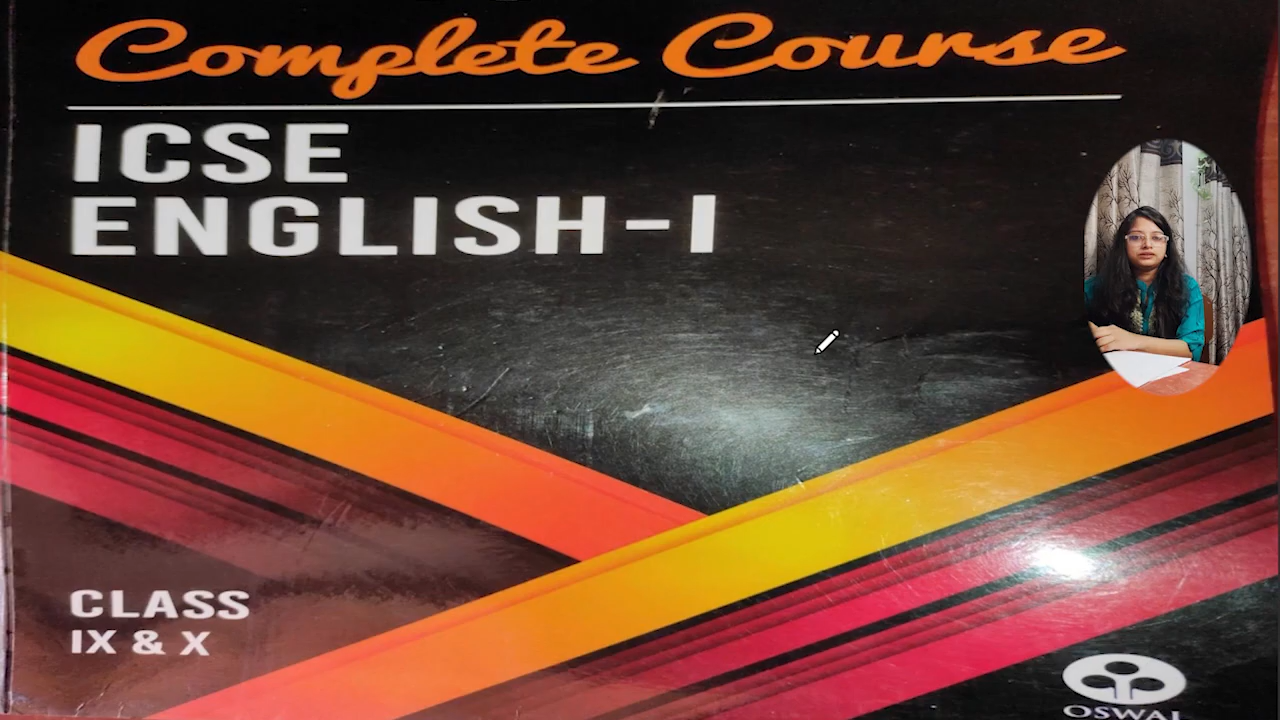 Complete Course
ICSE
ENGLISH-I
CLASS
IX & X
OSWAL